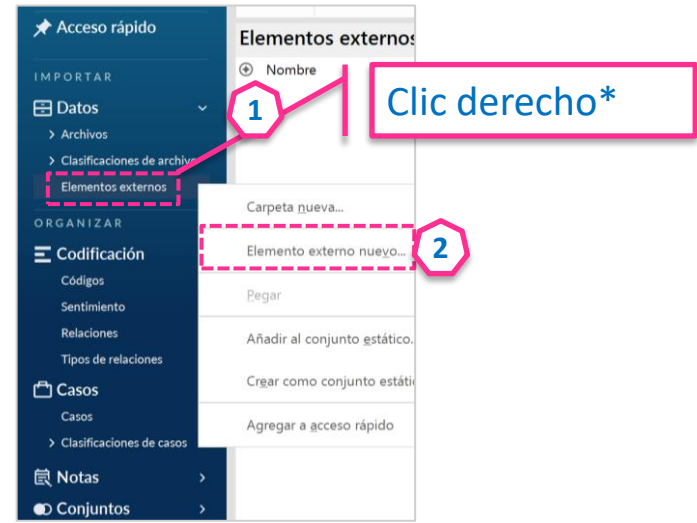 Acceso rápido
IMPORTAR
Datos
Archivos
Clasificaciones de archivo
Elementos externos
ORGANIZAR
Codificación
Códigos
Sentimiento
Relaciones
Tipos de relaciones
Casos
Casos
Clasificaciones de casos
Notas
Conjuntos
Elementos externos
Nombre
1
Clic derecho*
Carpeta nueva...
Elemento externo nuevo...
2
Pegar
Añadir al conjunto estático.
Crear como conjunto estáti
Agregar a acceso rápido